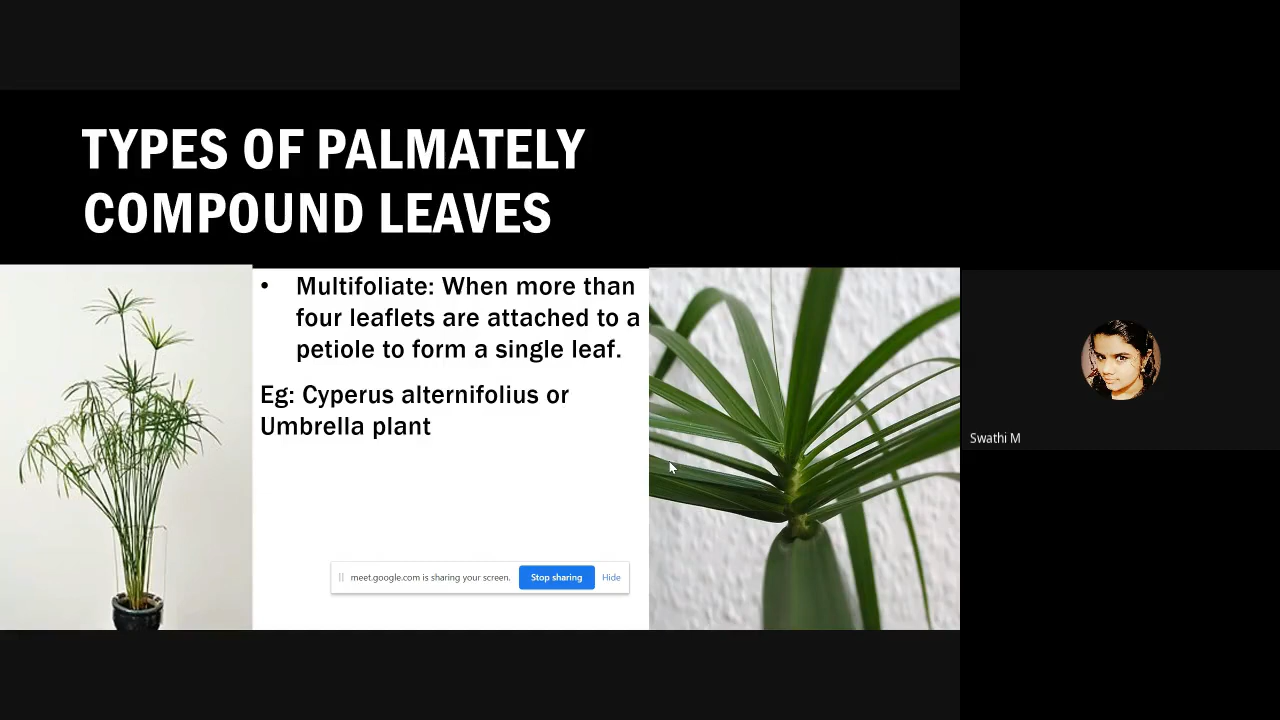 TYPES OF PALMATELY
COMPOUND LEAVES
• Multifoliate: When more than
four leaflets are attached to a
petiole to form a single leaf.
Eg: Cyperus alternifolius or
Umbrella plant
meet.google.com is sharing your screen. Stop sharing Hide
Swathi M